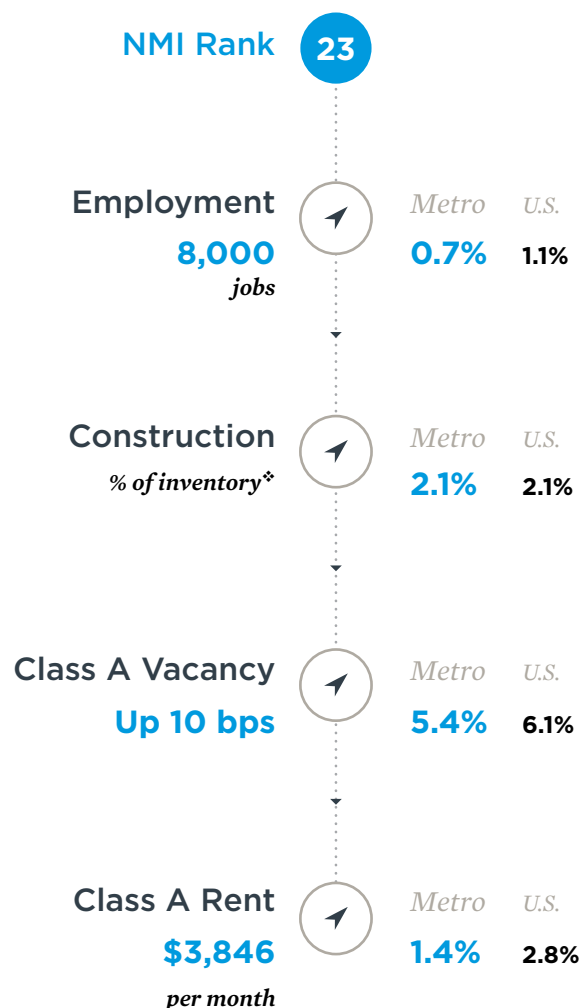 NMI Rank 23
Employment Metro U.S.
8,000 0.7% 1.1%
jobs
Construction Metro U.S.
% of inventory❖ 2.1% 2.1%
Class A Vacancy Metro U.S.
Up 10 bps 5.4% 6.1%
Class A Rent Metro U.S.
$3,846 1.4% 2.8%
per month